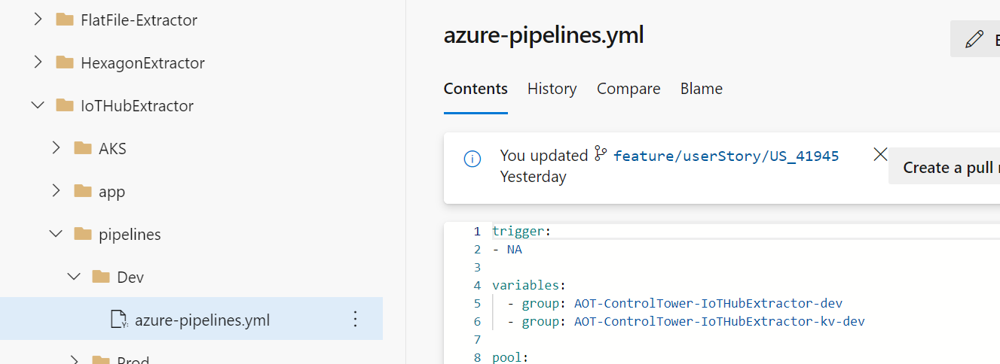 FlatFile-Extractor
HexagonExtractor
IoTHubExtractor
AKS
app
pipelines
Dev
azure-pipelines.yml
azure-pipelines.yml
Contents History Compare Blame
You updated feature/userStory/US_41945
Yesterday
Create a pull
1 trigger:
2 - NA
3
4 variables:
5 - group: AOT-ControlTower-IoTHubExtractor-dev
6 - group: AOT-ControlTower-IoTHubExtractor-kv-dev
7
8 pool: